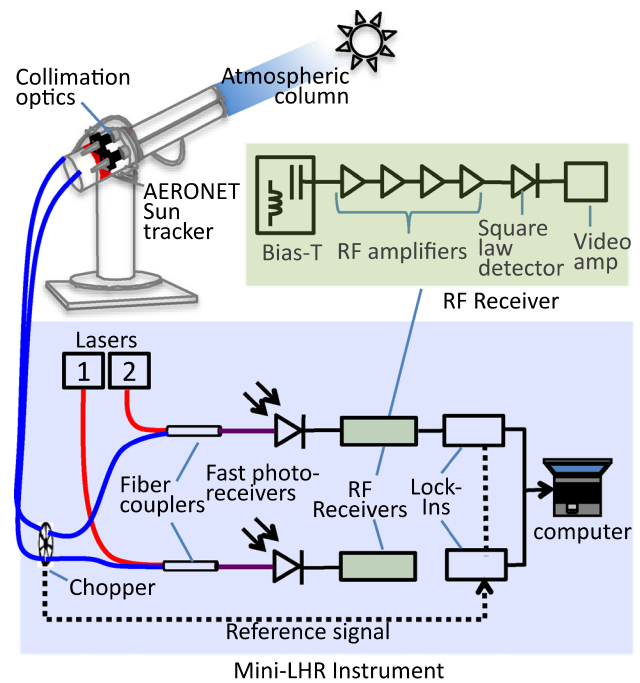 Collimation
optics
Atmospheric
column
AERONET
Sun
tracker
Bias-T
RF amplifiers
Square
law
detector
Video
amp
RF Receiver
Lasers
1
2
Fiber
couplers
Fast photo-
receivers
RF
Receivers
Lock-
Ins
computer
Chopper
Reference signal
Mini-LHR Instrument